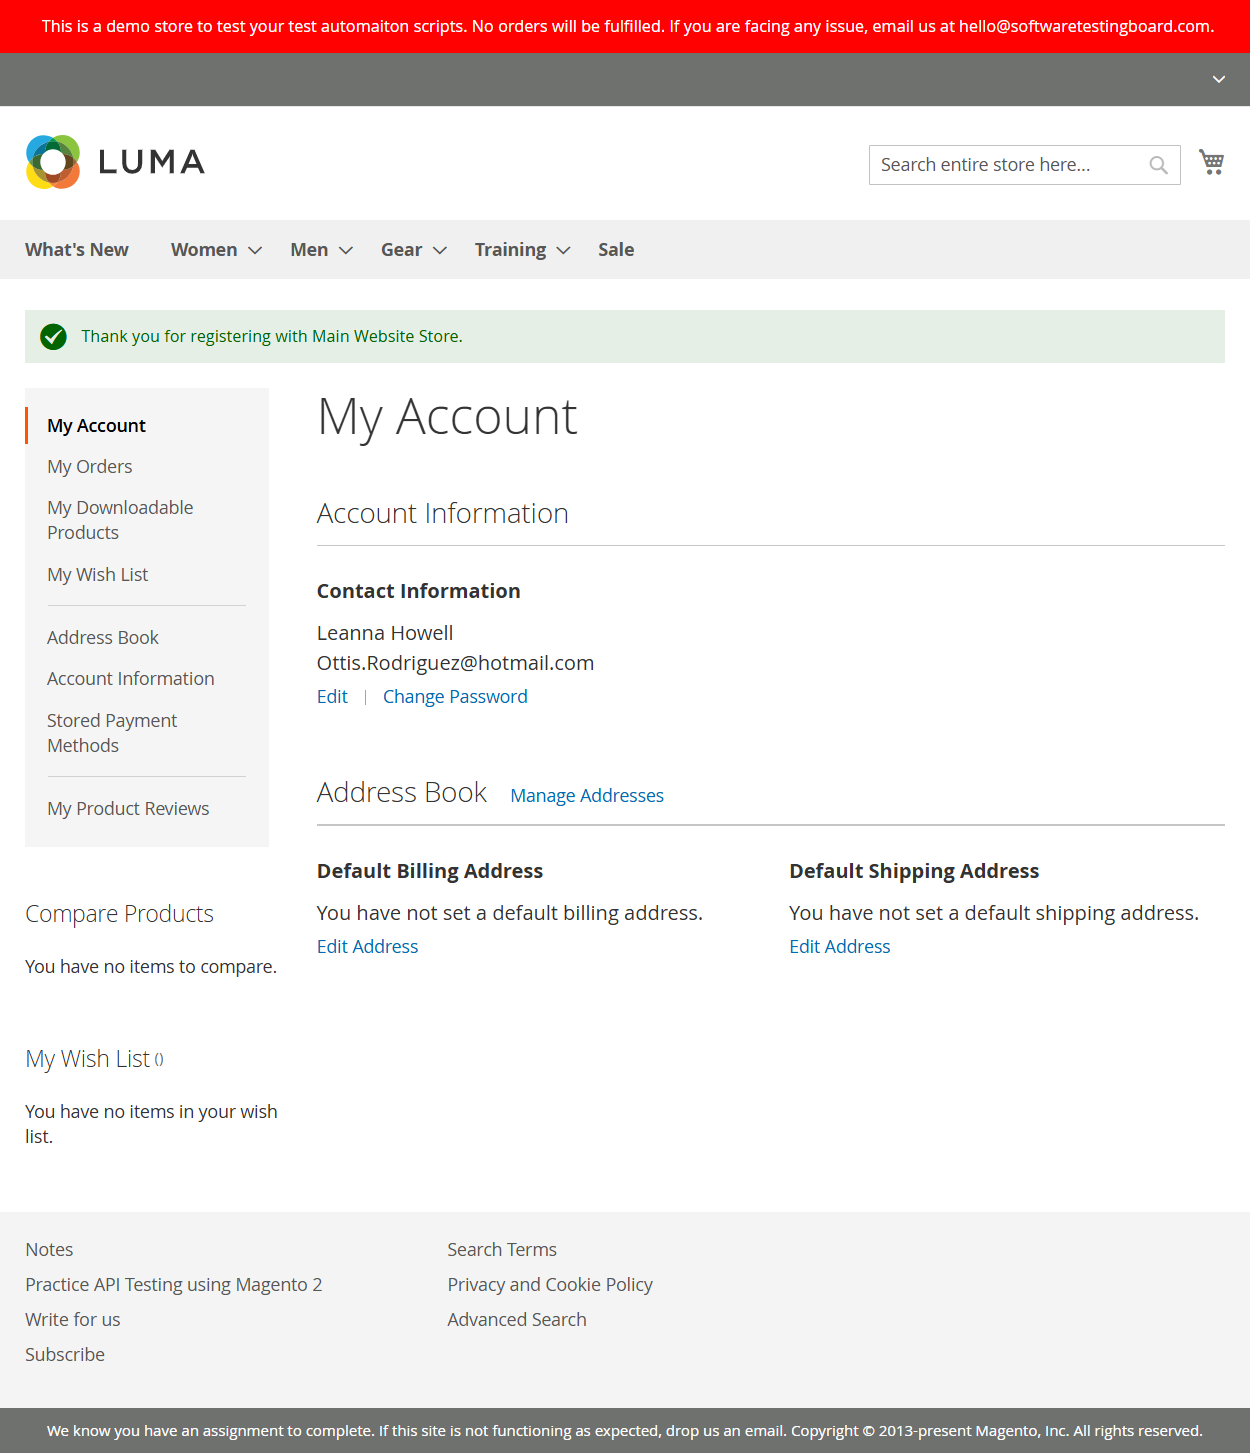 This is a demo store to test your test automaiton scripts. No orders will be fulfilled. If you are facing any issue, email us at hello@softwaretestingboard.com.
LUMA
Search entire store here...
What's New Women Men Gear Training Sale
Thank you for registering with Main Website Store.
My Account
My Orders
My Downloadable
Products
My Wish List
Address Book
Account Information
Stored Payment
Methods
My Product Reviews
Compare Products
You have no items to compare.
My Wish List ()
You have no items in your wish
list.
My Account
Account Information
Contact Information
Leanna Howell
Ottis.Rodriguez@hotmail.com
Edit | Change Password
Address Book Manage Addresses
Default Billing Address
You have not set a default billing address.
Edit Address
Default Shipping Address
You have not set a default shipping address.
Edit Address
Notes
Practice API Testing using Magento 2
Write for us
Subscribe
Search Terms
Privacy and Cookie Policy
Advanced Search
We know you have an assignment to complete. If this site is not functioning as expected, drop us an email. Copyright © 2013-present Magento, Inc. All rights reserved.